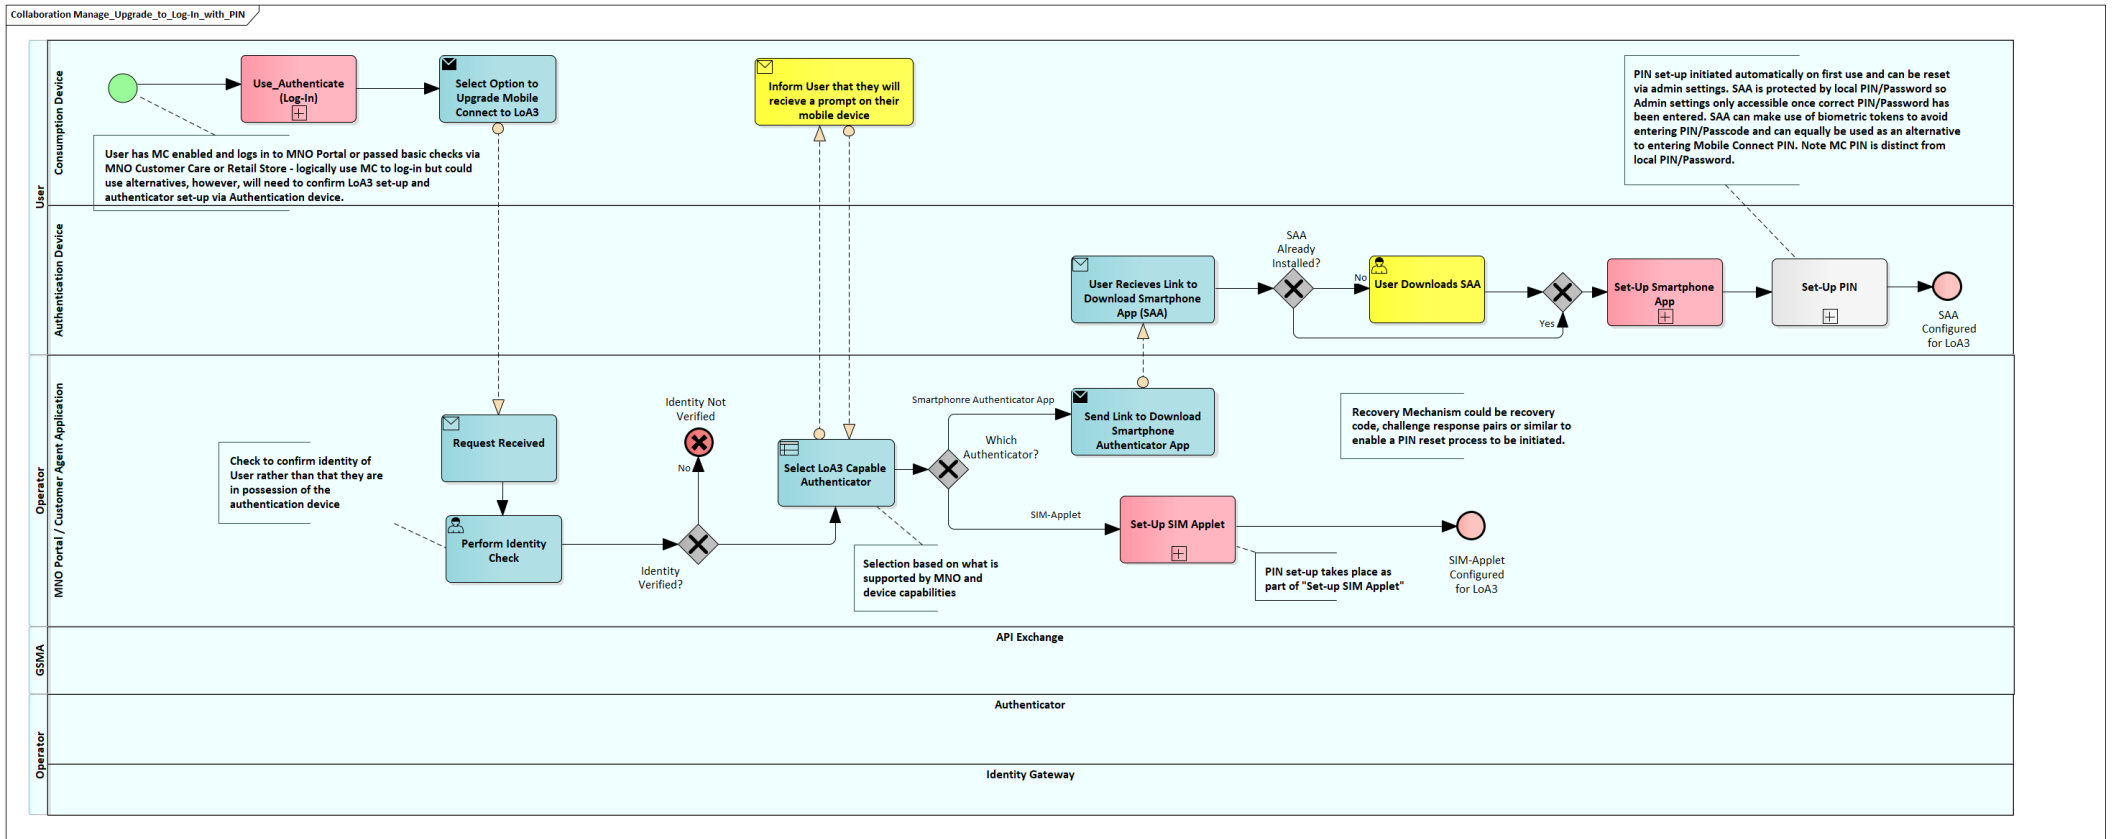 Collaboration Manage_Upgrade_to_Log-In_with_PIN
User
Consumption Device
Use_Authenticate
(Log-In)
Select Option to
Upgrade Mobile
Connect to LoA3
Inform User that they will
recieve a prompt on their
mobile device
PIN set-up initiated automatically on first use and can be reset
via admin settings. SAA is protected by local PIN/Password so
Admin settings only accessible once correct PIN/Password has
been entered. SAA can make use of biometric tokens to avoid
entering PIN/Passcode and can equally be used as an alternative
to entering Mobile Connect PIN. Note MC PIN is distinct from
local PIN/Password.
User has MC enabled and logs in to MNO Portal or passed basic checks via
MNO Customer Care or Retail Store - logically use MC to log-in but could
use alternatives, however, will need to confirm LoA3 set-up and
authenticator set-up via Authentication device.
Authentication Device
User Recieves Link to
Download Smartphone
App (SAA)
SAA
Already
Installed?
No
Yes
User Downloads SAA
Set-Up Smartphone
App
Set-Up PIN
SAA
Configured
for LoA3
Operator
MNO Portal / Customer Agent Application
Request Received
Check to confirm identity of
User rather than that they are
in possession of the
authentication device
Perform Identity
Check
Identity
Verified?
No
Identity Not
Verified
Select LoA3 Capable
Authenticator
Selection based on what is
supported by MNO and
device capabilities
Which
Authenticator?
Smartphonre Authenticator App
SIM-Applet
Send Link to Download
Smartphone
Authenticator App
Recovery Mechanism could be recovery
code, challenge response pairs or similar to
enable a PIN reset process to be initiated.
Set-Up SIM Applet
PIN set-up takes place as
part of "Set-up SIM Applet"
SIM-Applet
Configured
for LoA3
GSMA
API Exchange
Operator
Authenticator
Identity Gateway